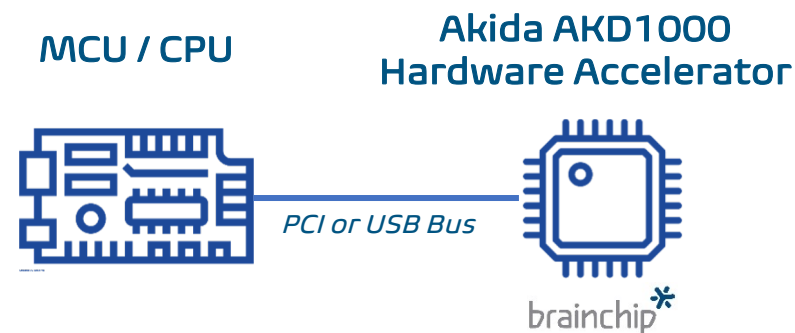 MCU / CPU
Akida AKD1000
Hardware Accelerator
PCI or USB Bus
brainchip